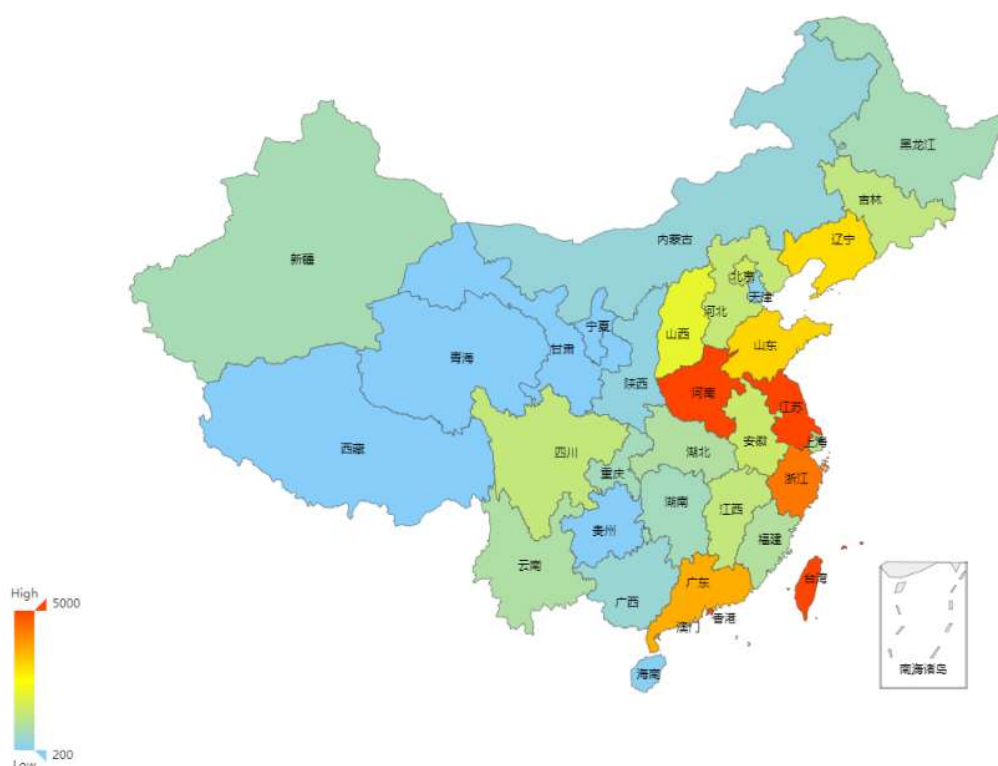 黑龙江
吉林
辽宁
内蒙古
新疆
北京
天津
河北
山西
山东
宁夏
甘肃
青海
陕西
河南
江苏
西藏
安徽
上海
四川
湖北
重庆
浙江
湖南
江西
贵州
福建
云南
广西
广东
台湾
香港
澳门
海南
南海诸岛
High
5000
200
Low